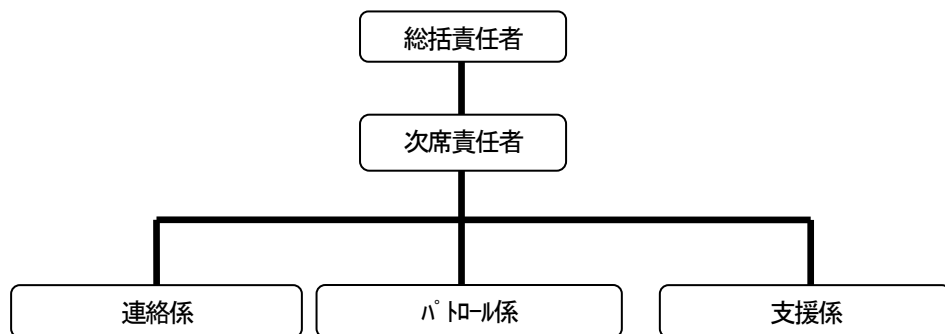 総括責任者
次席責任者
連絡係
ﾊﾟﾄﾛｰﾙ係
支援係